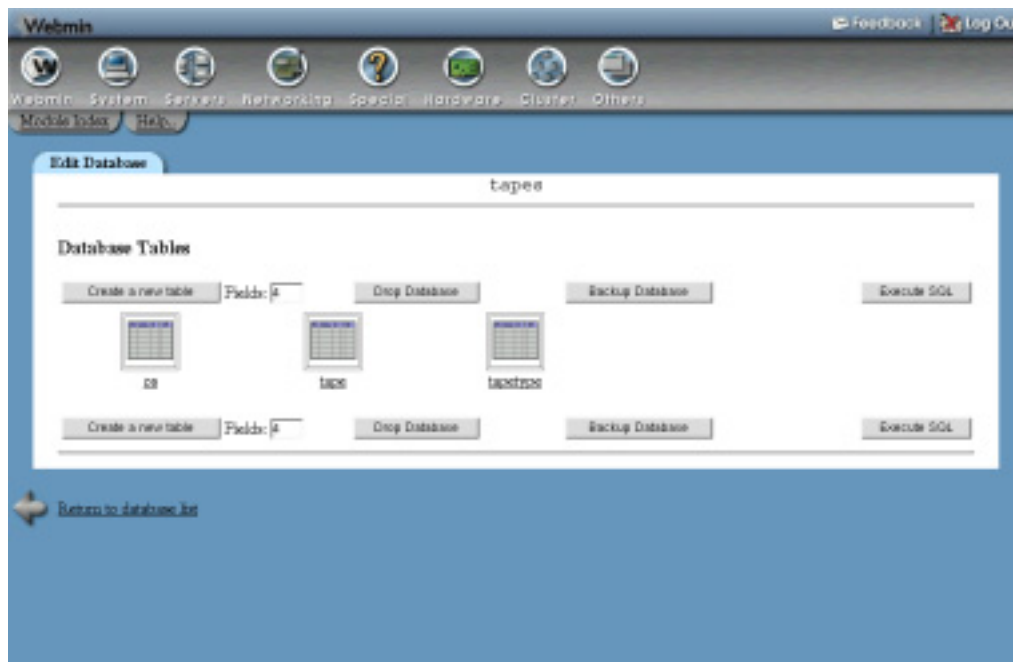 Webmin
Feedback Log Ou
Webmin System Servers Networking Special Hardware Cluster Others
Module Index Help..
Edit Database
tapes
Database Tables
Create a new table Fields: 4 Drop Database Backup Database Execute SQL
tape tapetype
Create a new table Fields: 4 Drop Database Backup Database Execute SQL
Return to database list